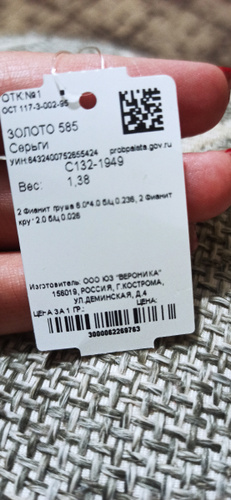 ОТК:№1
ОСТ 117-3-002-95
ЗОЛОТО 585
Серьги
probpalata.gov.ru
УИН:6432400752655424
С132-1949
Вес: 1,38
2 Фианит груша 6.0*4.0 б/ц 0.236, 2 Фианит
кру 2.0 б/ц 0.026
Изготовитель: ООО ЮЗ "ВЕРОНИКА"
156019, РОССИЯ, Г.КОСТРОМА,
УЛ.ДЕМИНСКАЯ, Д.4
ЦЕНА ЗА 1 ГР.: ЦЕНА:
3000062269763